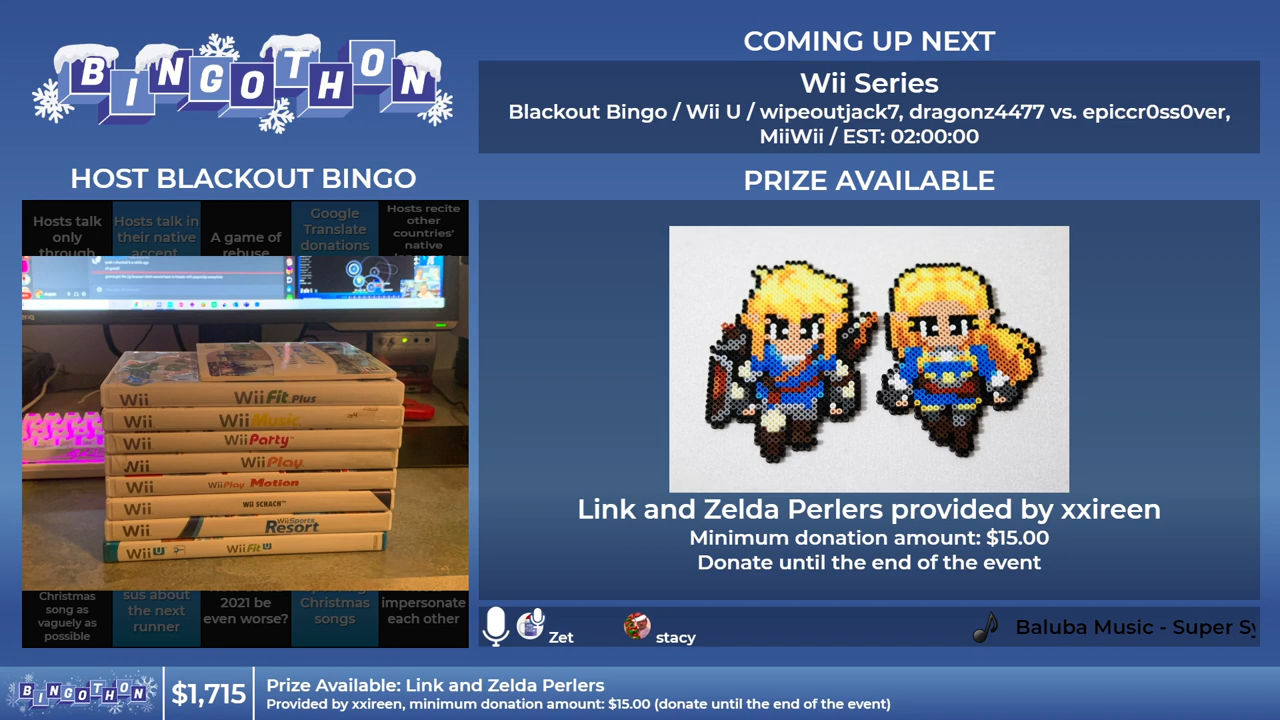 BINGOTHON
COMING UP NEXT
Wii Series
Blackout Bingo / Wii U / wipeoutjack7, dragonz4477 vs. epiccr0ss0ver,
MiiWii / EST: 02:00:00
HOST BLACKOUT BINGO
PRIZE AVAILABLE
Hosts talk
only
through
Hosts talk in
their native
accent
A game of
rebuse
Google
Translate
donations
Hosts recite
other
countries'
native
Wii Wii Fit Plus
Wii Wii Music
Wii Wii Party
Wii Wii Play
Wii Wii Play Motion
Wii Wii SCHACH
Wii Wii Sports Resort
Wii U Wii Fit U
Christmas
song as
vaguely as
possible
sus about
the next
runner
2021 be
even worse?
Christmas
songs
impersonate
each other
Link and Zelda Perlers provided by xxireen
Minimum donation amount: $15.00
Donate until the end of the event
Zet
stacy
Baluba Music - Super Sy
BINGOTHON
$1,715
Prize Available: Link and Zelda Perlers
Provided by xxireen, minimum donation amount: $15.00 (donate until the end of the event)